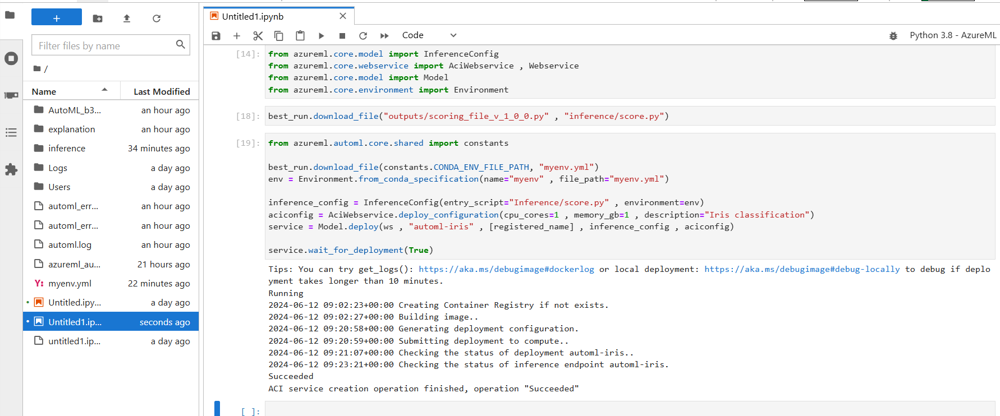 Filter files by name
/
Name Last Modified
AutoML_b3... an hour ago
explanation an hour ago
inference 34 minutes ago
Logs a day ago
Users a day ago
automl_err... an hour ago
automl_err... an hour ago
automl.log an hour ago
azureml_au... 21 hours ago
Y: myenv.yml 22 minutes ago
Untitled.ipy... a day ago
Untitled1.ip... seconds ago
untitled1.ip... a day ago
Untitled1.ipynb
Code
Python 3.8 - AzureML
[14]: from azureml.core.model import InferenceConfig
from azureml.core.webservice import AciWebservice , Webservice
from azureml.core.model import Model
from azureml.core.environment import Environment
[18]: best_run.download_file("outputs/scoring_file_v_1_0_0.py" , "inference/score.py")
[19]: from azureml.automl.core.shared import constants
best_run.download_file(constants.CONDA_ENV_FILE_PATH, "myenv.yml")
env = Environment.from_conda_specification(name="myenv" , file_path="myenv.yml")
inference_config = InferenceConfig(entry_script="Inference/score.py" , environment=env)
aciconfig = AciWebservice.deploy_configuration(cpu_cores=1 , memory_gb=1 , description="Iris classification")
service = Model.deploy(ws , "automl-iris" , [registered_name] , inference_config , aciconfig)
service.wait_for_deployment(True)
Tips: You can try get_logs(): https://aka.ms/debugimage#dockerlog or local deployment: https://aka.ms/debugimage#debug-locally to debug if deplo
yment takes longer than 10 minutes.
Running
2024-06-12 09:02:23+00:00 Creating Container Registry if not exists.
2024-06-12 09:02:27+00:00 Building image..
2024-06-12 09:20:58+00:00 Generating deployment configuration.
2024-06-12 09:20:59+00:00 Submitting deployment to compute..
2024-06-12 09:21:07+00:00 Checking the status of deployment automl-iris..
2024-06-12 09:23:21+00:00 Checking the status of inference endpoint automl-iris.
Succeeded
ACI service creation operation finished, operation "Succeeded"
[ ]: